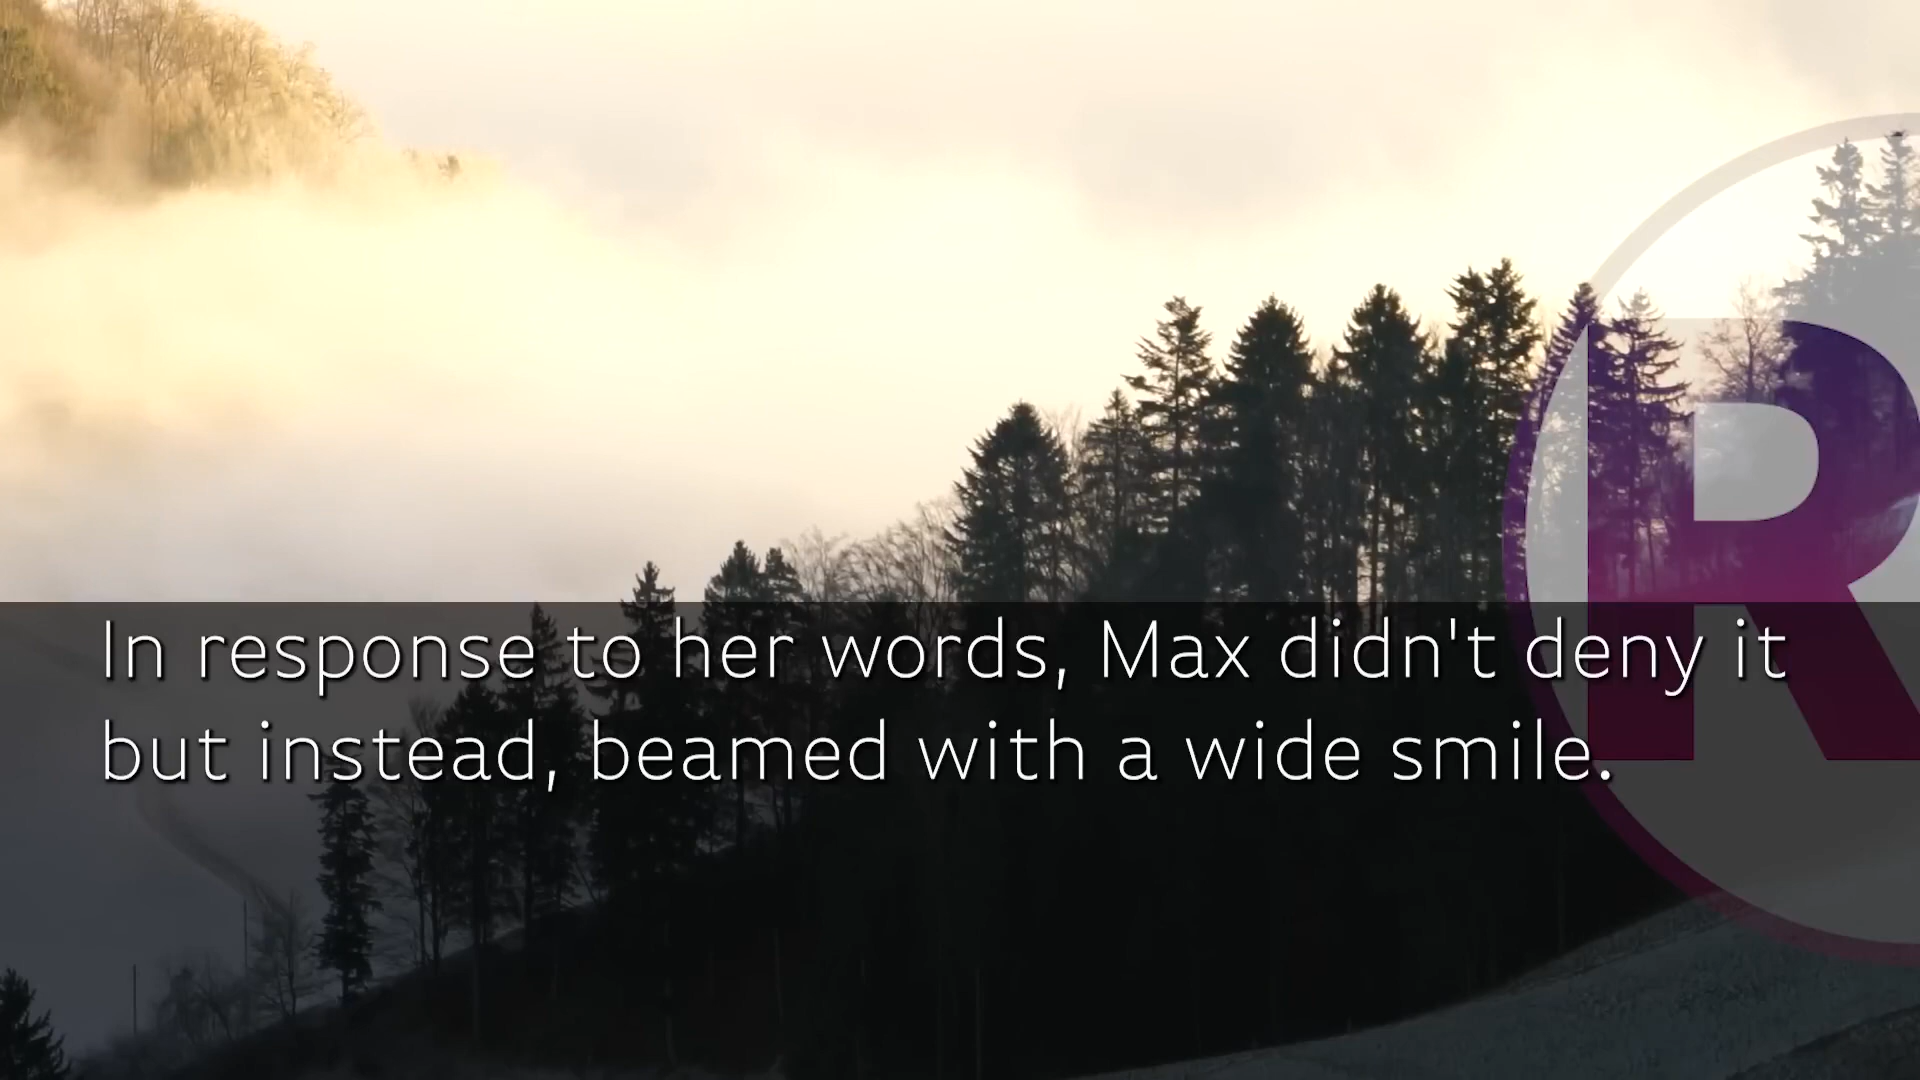 In response to her words, Max didn't deny it
but instead, beamed with a wide smile.
R